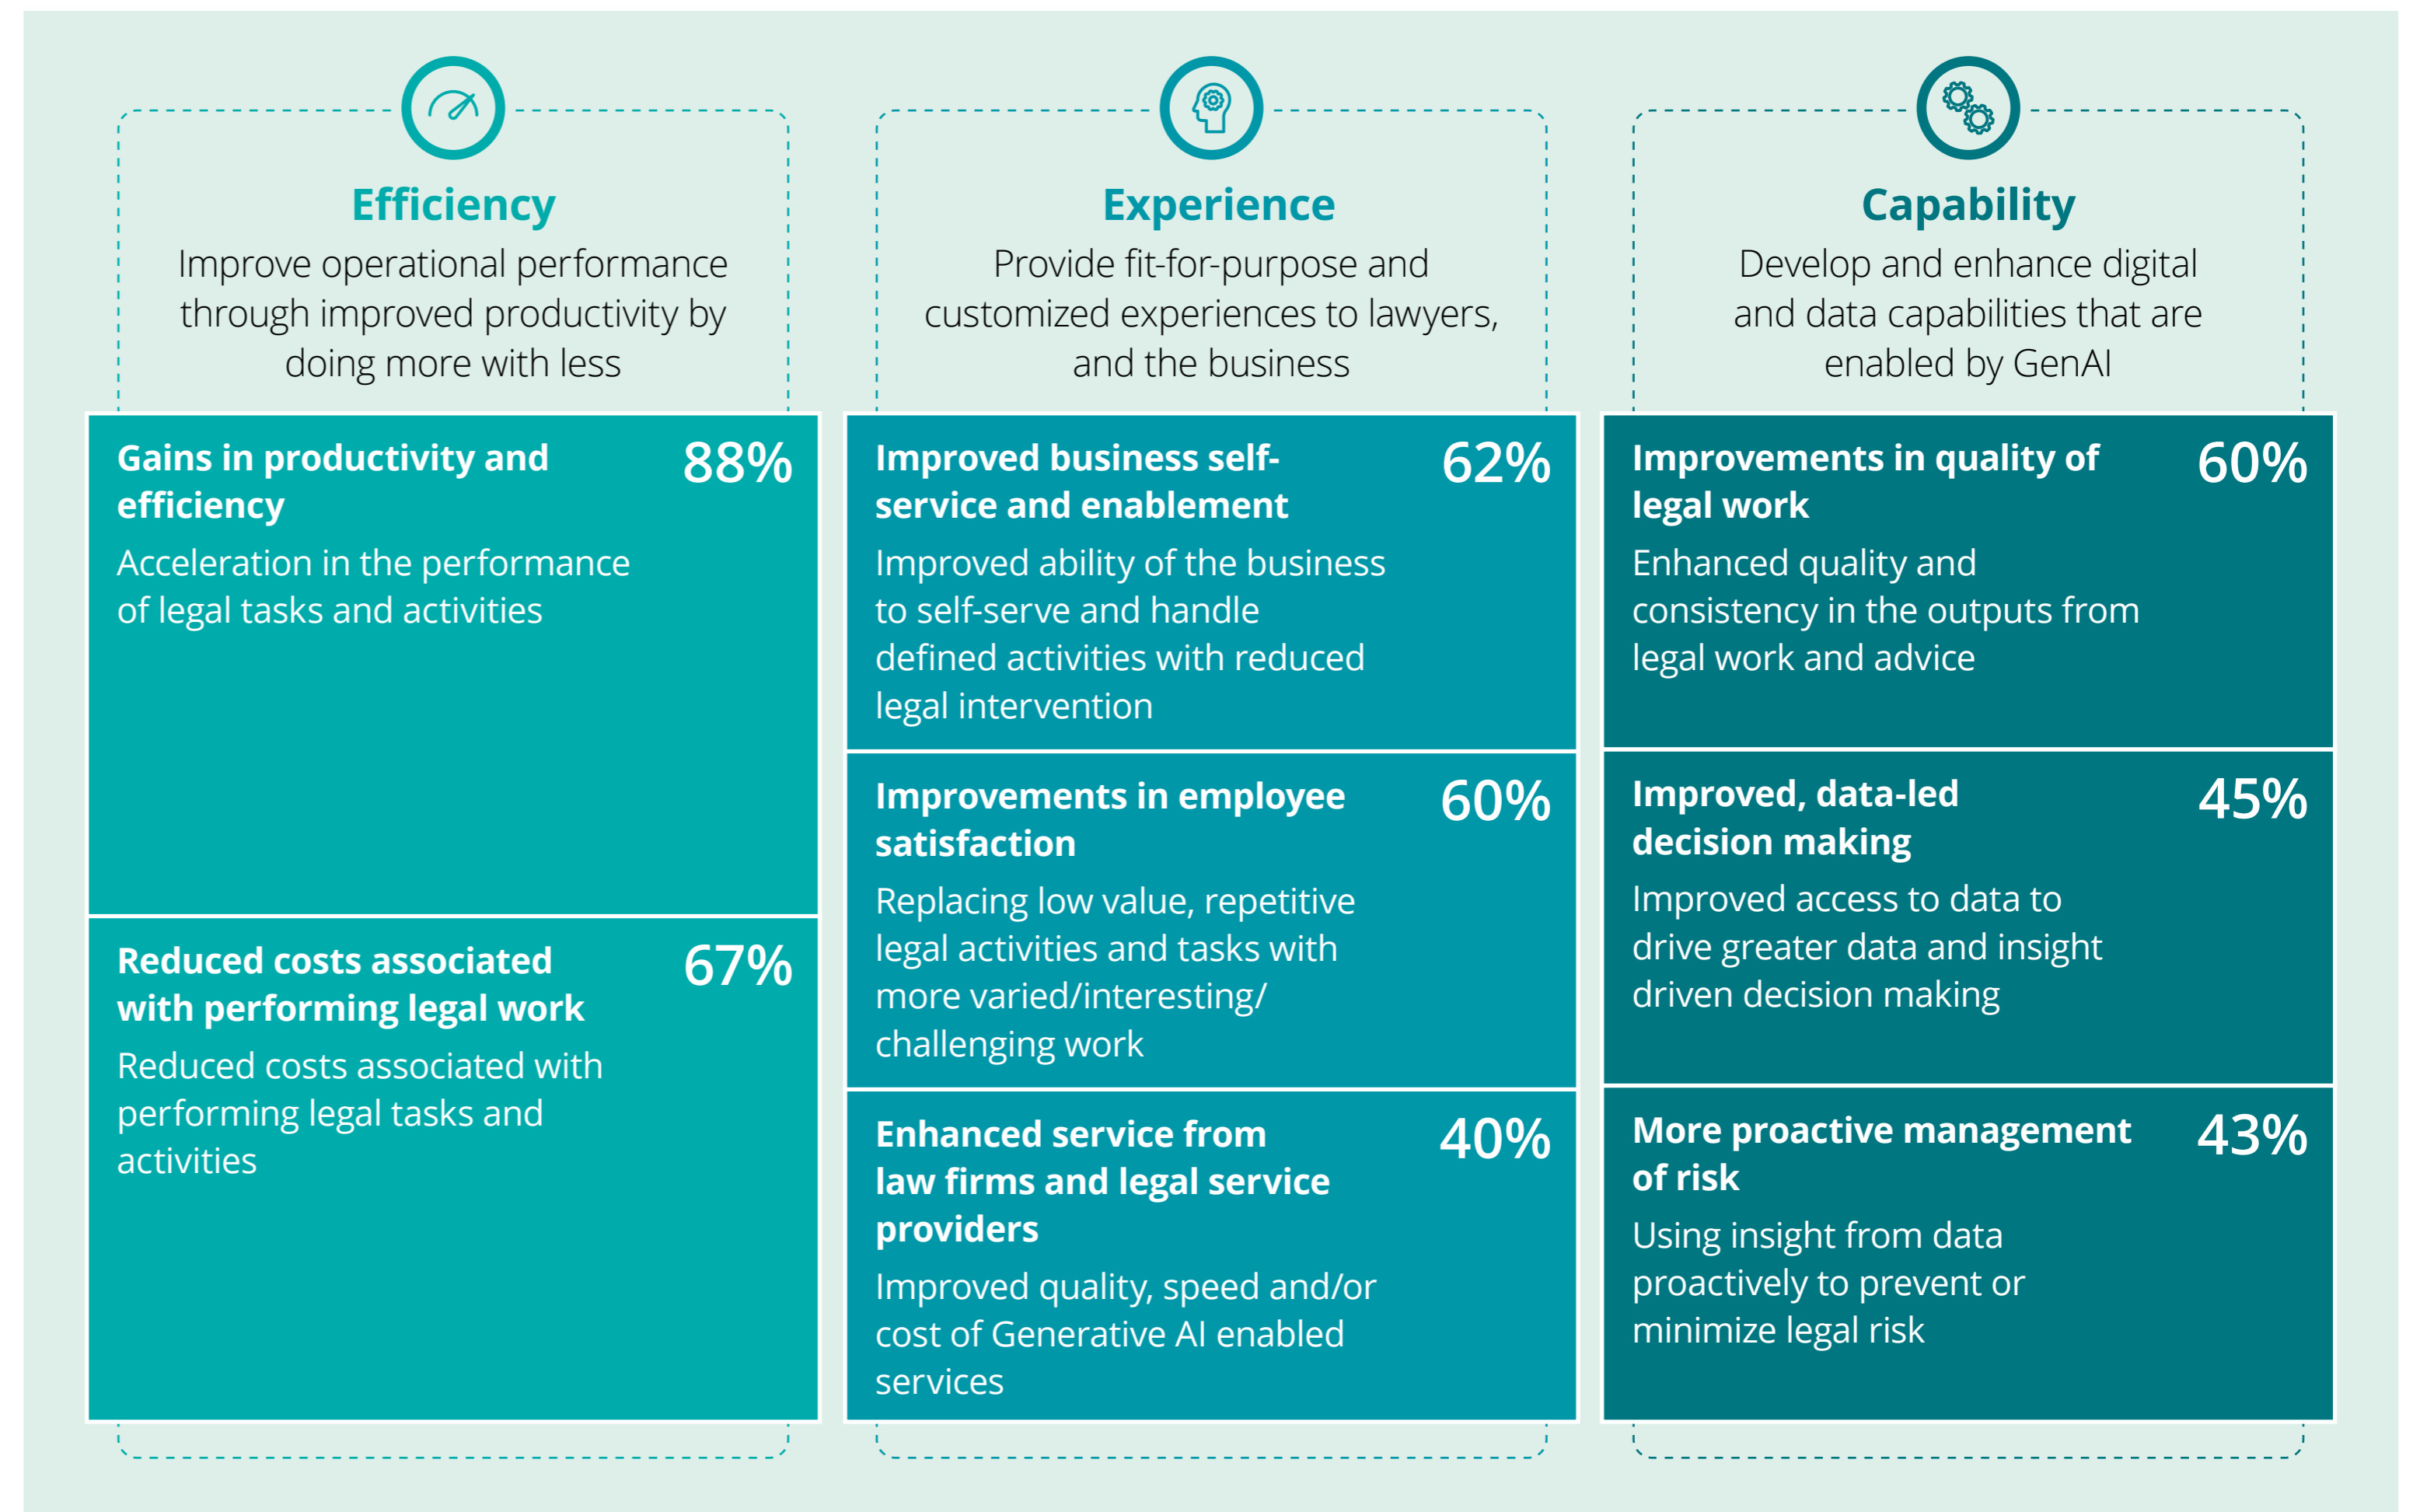 Efficiency
Improve operational performance
through improved productivity by
doing more with less
Gains in productivity and
efficiency
88%
Acceleration in the performance
of legal tasks and activities
Reduced costs associated
with performing legal work
67%
Reduced costs associated with
performing legal tasks and
activities
Experience
Provide fit-for-purpose and
customized experiences to lawyers,
and the business
Improved business self-
service and enablement
62%
Improved ability of the business
to self-serve and handle
defined activities with reduced
legal intervention
Improvements in employee
satisfaction
60%
Replacing low value, repetitive
legal activities and tasks with
more varied/interesting/
challenging work
Enhanced service from
law firms and legal service
providers
40%
Improved quality, speed and/or
cost of Generative AI enabled
services
Capability
Develop and enhance digital
and data capabilities that are
enabled by GenAI
Improvements in quality of
legal work
60%
Enhanced quality and
consistency in the outputs from
legal work and advice
Improved, data-led
decision making
45%
Improved access to data to
drive greater data and insight
driven decision making
More proactive management
of risk
43%
Using insight from data
proactively to prevent or
minimize legal risk